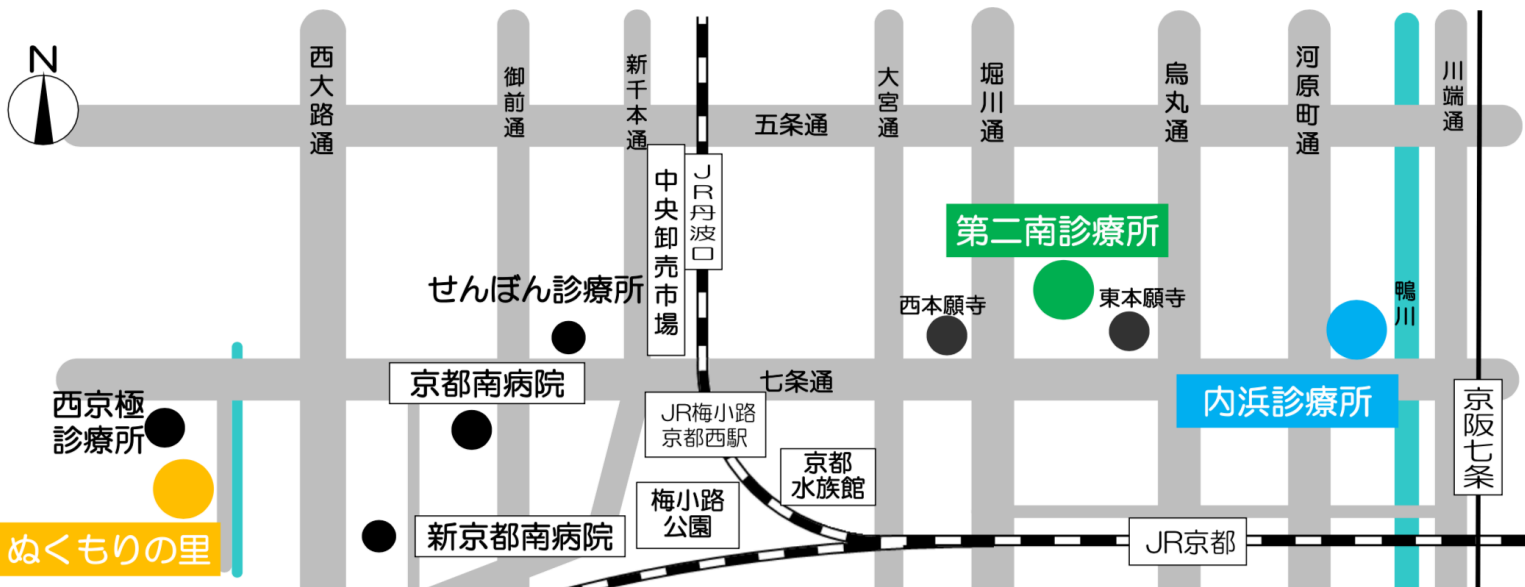 N
西大路通
御前通
新千本通
大宮通
堀川通
烏丸通
河原町通
川端通
五条通
中央卸売市場
JR丹波口
第二南診療所
せんぽん診療所
西本願寺
東本願寺
鴨川
七条通
京都南病院
西京極
診療所
JR梅小路
京都西駅
内浜診療所
京阪七条
京都
水族館
梅小路
公園
新京都南病院
JR京都
ぬくもりの里